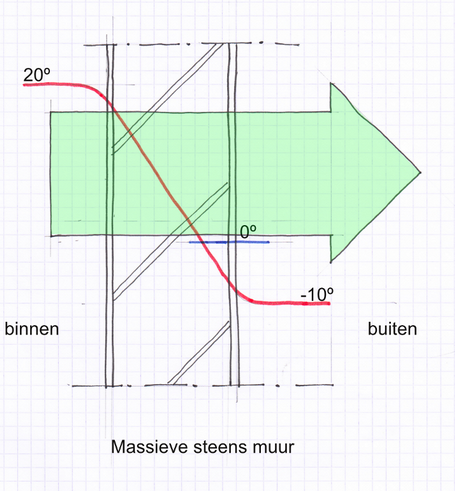 20º
0º
-10º
binnen
buiten
Massieve steens muur